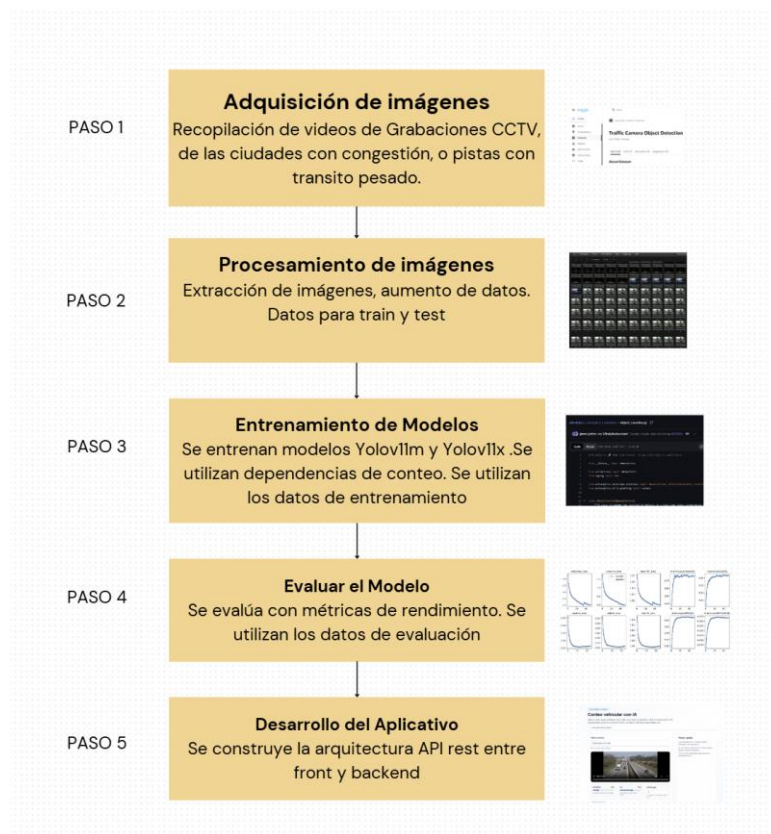 PASO 1
Adquisición de imágenes
Recopilación de videos de Grabaciones CCTV,
de las ciudades con congestión, o pistas con
transito pesado.
Traffic Camera Object Detection
PASO 2
Procesamiento de imágenes
Extracción de imágenes, aumento de datos.
Datos para train y test
PASO 3
Entrenamiento de Modelos
Se entrenan modelos Yolov11m y Yolov11x .Se
utilizan dependencias de conteo. Se utilizan
los datos de entrenamiento
PASO 4
Evaluar el Modelo
Se evalúa con métricas de rendimiento. Se
utilizan los datos de evaluación
PASO 5
Desarrollo del Aplicativo
Se construye la arquitectura API rest entre
front y backend
Conteo vehicular con IA